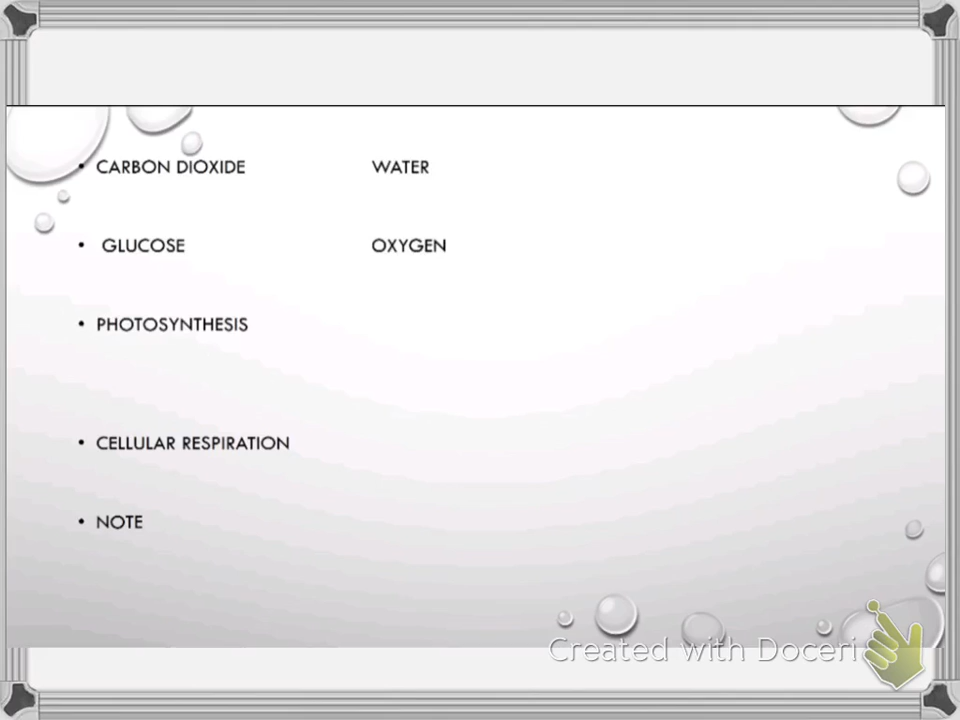 • CARBON DIOXIDE WATER
• GLUCOSE OXYGEN
• PHOTOSYNTHESIS
• CELLULAR RESPIRATION
• NOTE
Created with Doceri